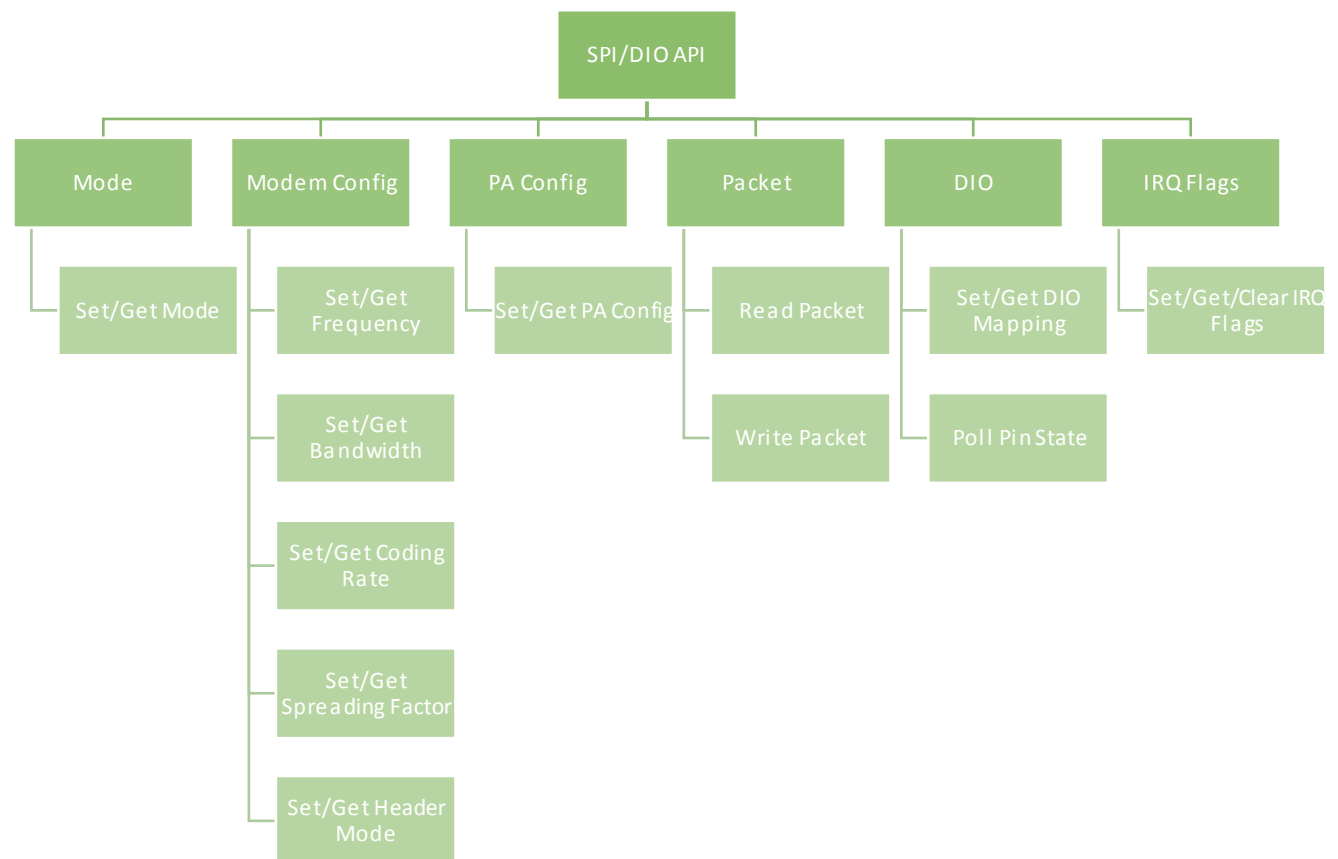 SPI/DIO API
Mode
Modem Config
PA Config
Packet
DIO
IRQ Flags
Set/Get Mode
Set/Get
Frequency
Set/Get PA Config
Read Packet
Set/Get DIO
Mapping
Set/Get/Clear IRQ
Flags
Set/Get
Bandwidth
Write Packet
Poll Pin State
Set/Get Coding
Rate
Set/Get
Spreading Factor
Set/Get Header
Mode